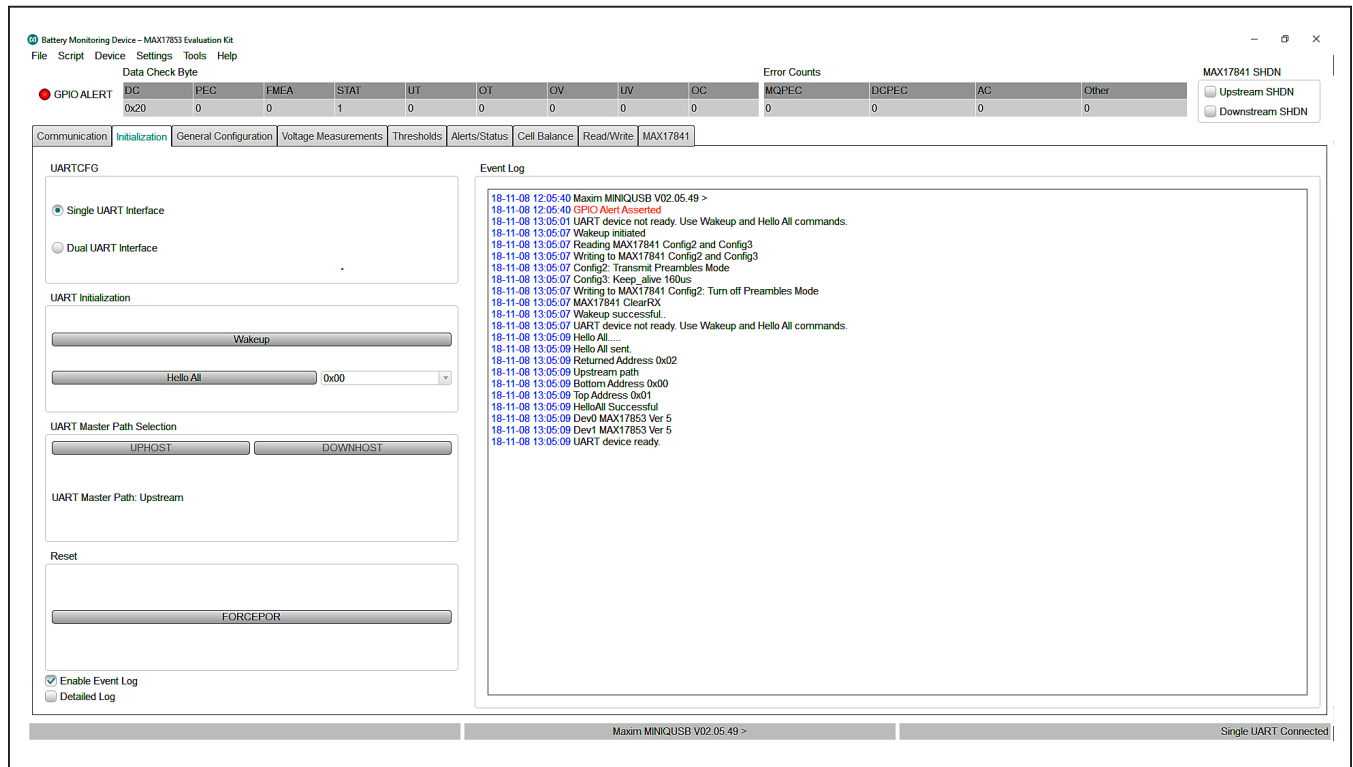 Battery Monitoring Device – MAX17853 Evaluation Kit
File Script Device Settings Tools Help
Data Check Byte
Error Counts
MAX17841 SHDN
GPIO ALERT
DC PEC FMEA STAT UT OT OV UV OC MQPEC DCPEC AC Other
0x20 0 0 1 0 0 0 0 0 0 0 0 0
Upstream SHDN
Downstream SHDN
Communication Initialization General Configuration Voltage Measurements Thresholds Alerts/Status Cell Balance Read/Write MAX17841
UARTCFG
Single UART Interface
Dual UART Interface
UART Initialization
Wakeup
Hello All 0x00
UART Master Path Selection
UPHOST DOWNHOST
UART Master Path: Upstream
Reset
FORCEPOR
Enable Event Log
Detailed Log
Event Log
18-11-08 12:05:40 Maxim MINIQUSB V02.05.49 >
18-11-08 12:05:40 GPIO Alert Asserted
18-11-08 13:05:01 UART device not ready. Use Wakeup and Hello All commands.
18-11-08 13:05:07 Wakeup initiated
18-11-08 13:05:07 Reading MAX17841 Config2 and Config3
18-11-08 13:05:07 Writing to MAX17841 Config2 and Config3
18-11-08 13:05:07 Config2: Transmit Preambles Mode
18-11-08 13:05:07 Config3: Keep_alive 160us
18-11-08 13:05:07 Writing to MAX17841 Config2: Turn off Preambles Mode
18-11-08 13:05:07 MAX17841 ClearRX
18-11-08 13:05:07 Wakeup successful..
18-11-08 13:05:07 UART device not ready. Use Wakeup and Hello All commands.
18-11-08 13:05:09 Hello All.....
18-11-08 13:05:09 Hello All sent.
18-11-08 13:05:09 Returned Address 0x02
18-11-08 13:05:09 Upstream path
18-11-08 13:05:09 Bottom Address 0x00
18-11-08 13:05:09 Top Address 0x01
18-11-08 13:05:09 HelloAll Successful
18-11-08 13:05:09 Dev0 MAX17853 Ver 5
18-11-08 13:05:09 Dev1 MAX17853 Ver 5
18-11-08 13:05:09 UART device ready.
Maxim MINIQUSB V02.05.49 >
Single UART Connected